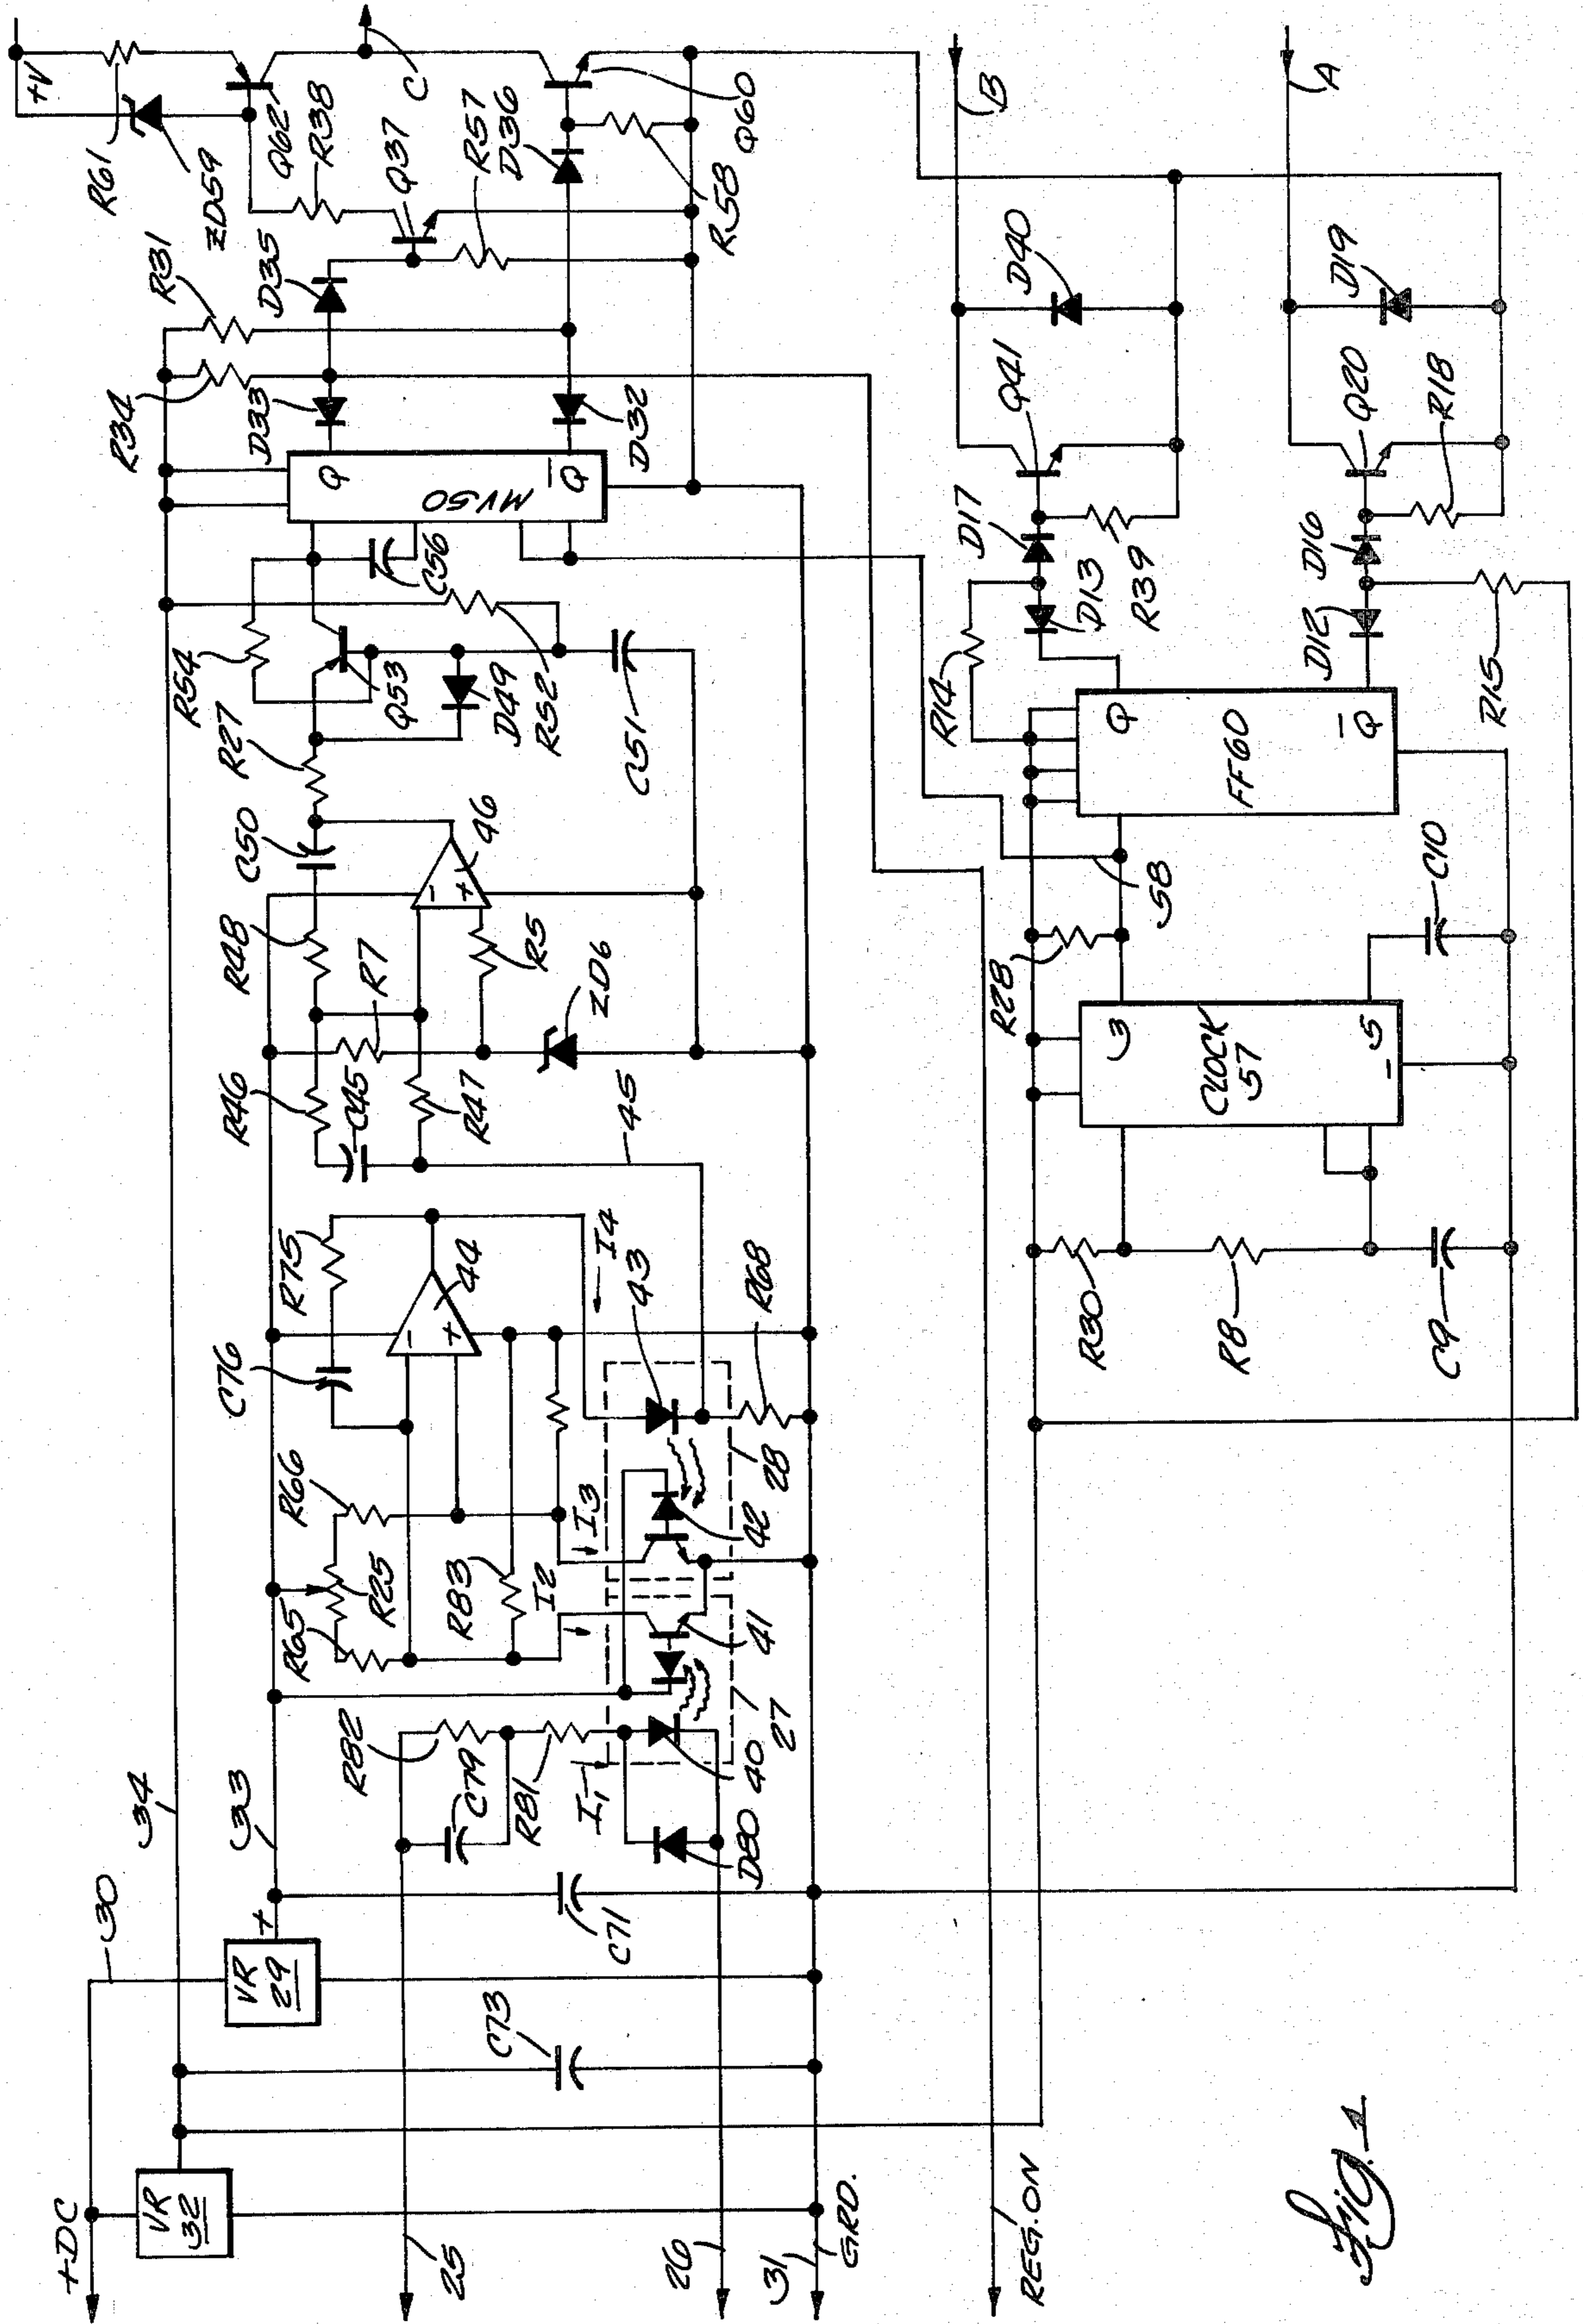 +V
R61
ZD59
Q62
R38
C
Q37
R57
D36
R58
Q60
R31
D35
R34
D33
D32
Q
MV50
Q̅
C56
R54
Q53
D49
R52
C51
R27
C50
46
R48
R7
R5
ZD6
R46
C45
R47
45
R75
44
C76
I4
43
R68
28
R66
R25
R65
R83
I3
I2
42
41
27
40
R82
C79
R81
I1
D80
C71
C73
34
33
30
+
VR
29
VR
32
+DC
25
26
31
GRD.
REG.ON
B
A
D40
D19
Q41
Q20
R18
D17
D13
R39
D16
D12
R15
R14
Q
FF60
Q̅
58
R28
C10
3
CLOCK
57
5
R30
R8
C9
Fig.1